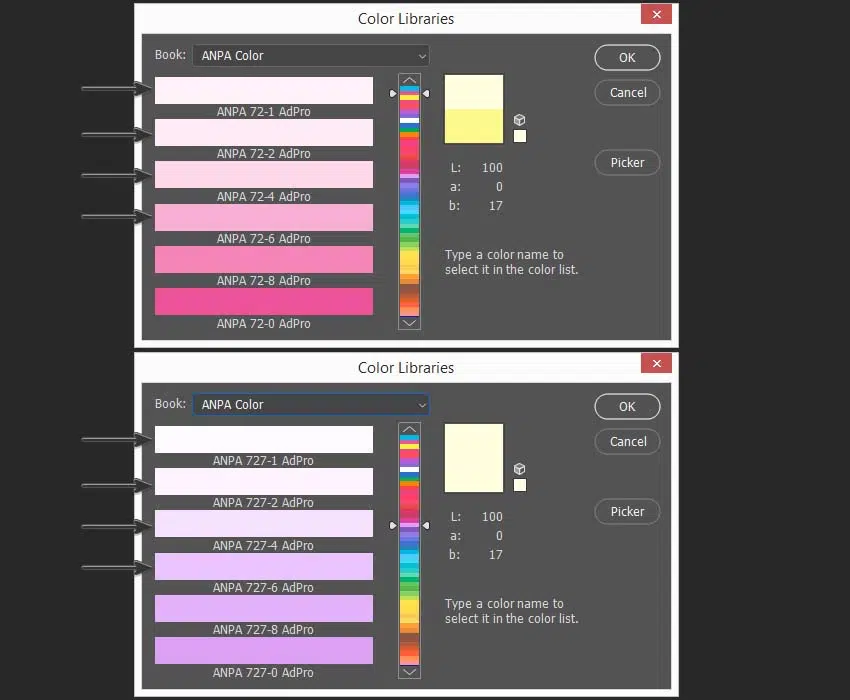 Color Libraries
Book: ANPA Color
OK
ANPA 72-1 AdPro
Cancel
ANPA 72-2 AdPro
Picker
L: 100
ANPA 72-4 AdPro
a: 0
b: 17
ANPA 72-6 AdPro
Type a color name to
select it in the color list.
ANPA 72-8 AdPro
ANPA 72-0 AdPro
Color Libraries
Book: ANPA Color
OK
ANPA 727-1 AdPro
Cancel
ANPA 727-2 AdPro
Picker
L: 100
ANPA 727-4 AdPro
a: 0
b: 17
ANPA 727-6 AdPro
Type a color name to
select it in the color list.
ANPA 727-8 AdPro
ANPA 727-0 AdPro